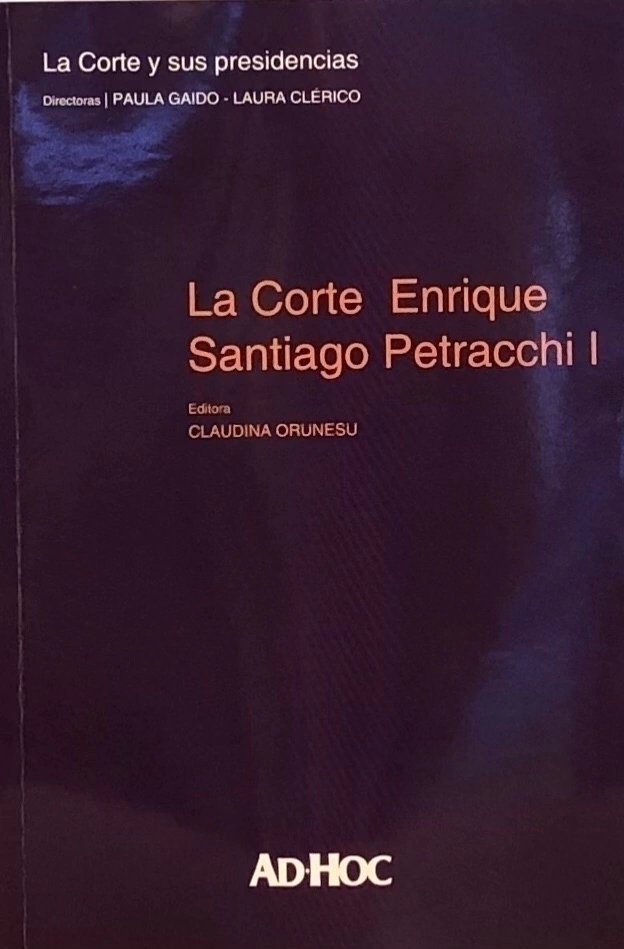 La Corte y sus presidencias
Directoras | PAULA GAIDO - LAURA CLÉRICO
La Corte Enrique
Santiago Petracchi I
Editora
CLAUDINA ORUNESU
AD·HOC